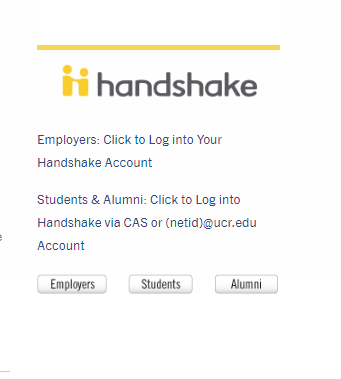 handshake
Employers: Click to Log into Your
Handshake Account
Students & Alumni: Click to Log into
Handshake via CAS or (netid)@ucr.edu
Account
Employers
Students
Alumni